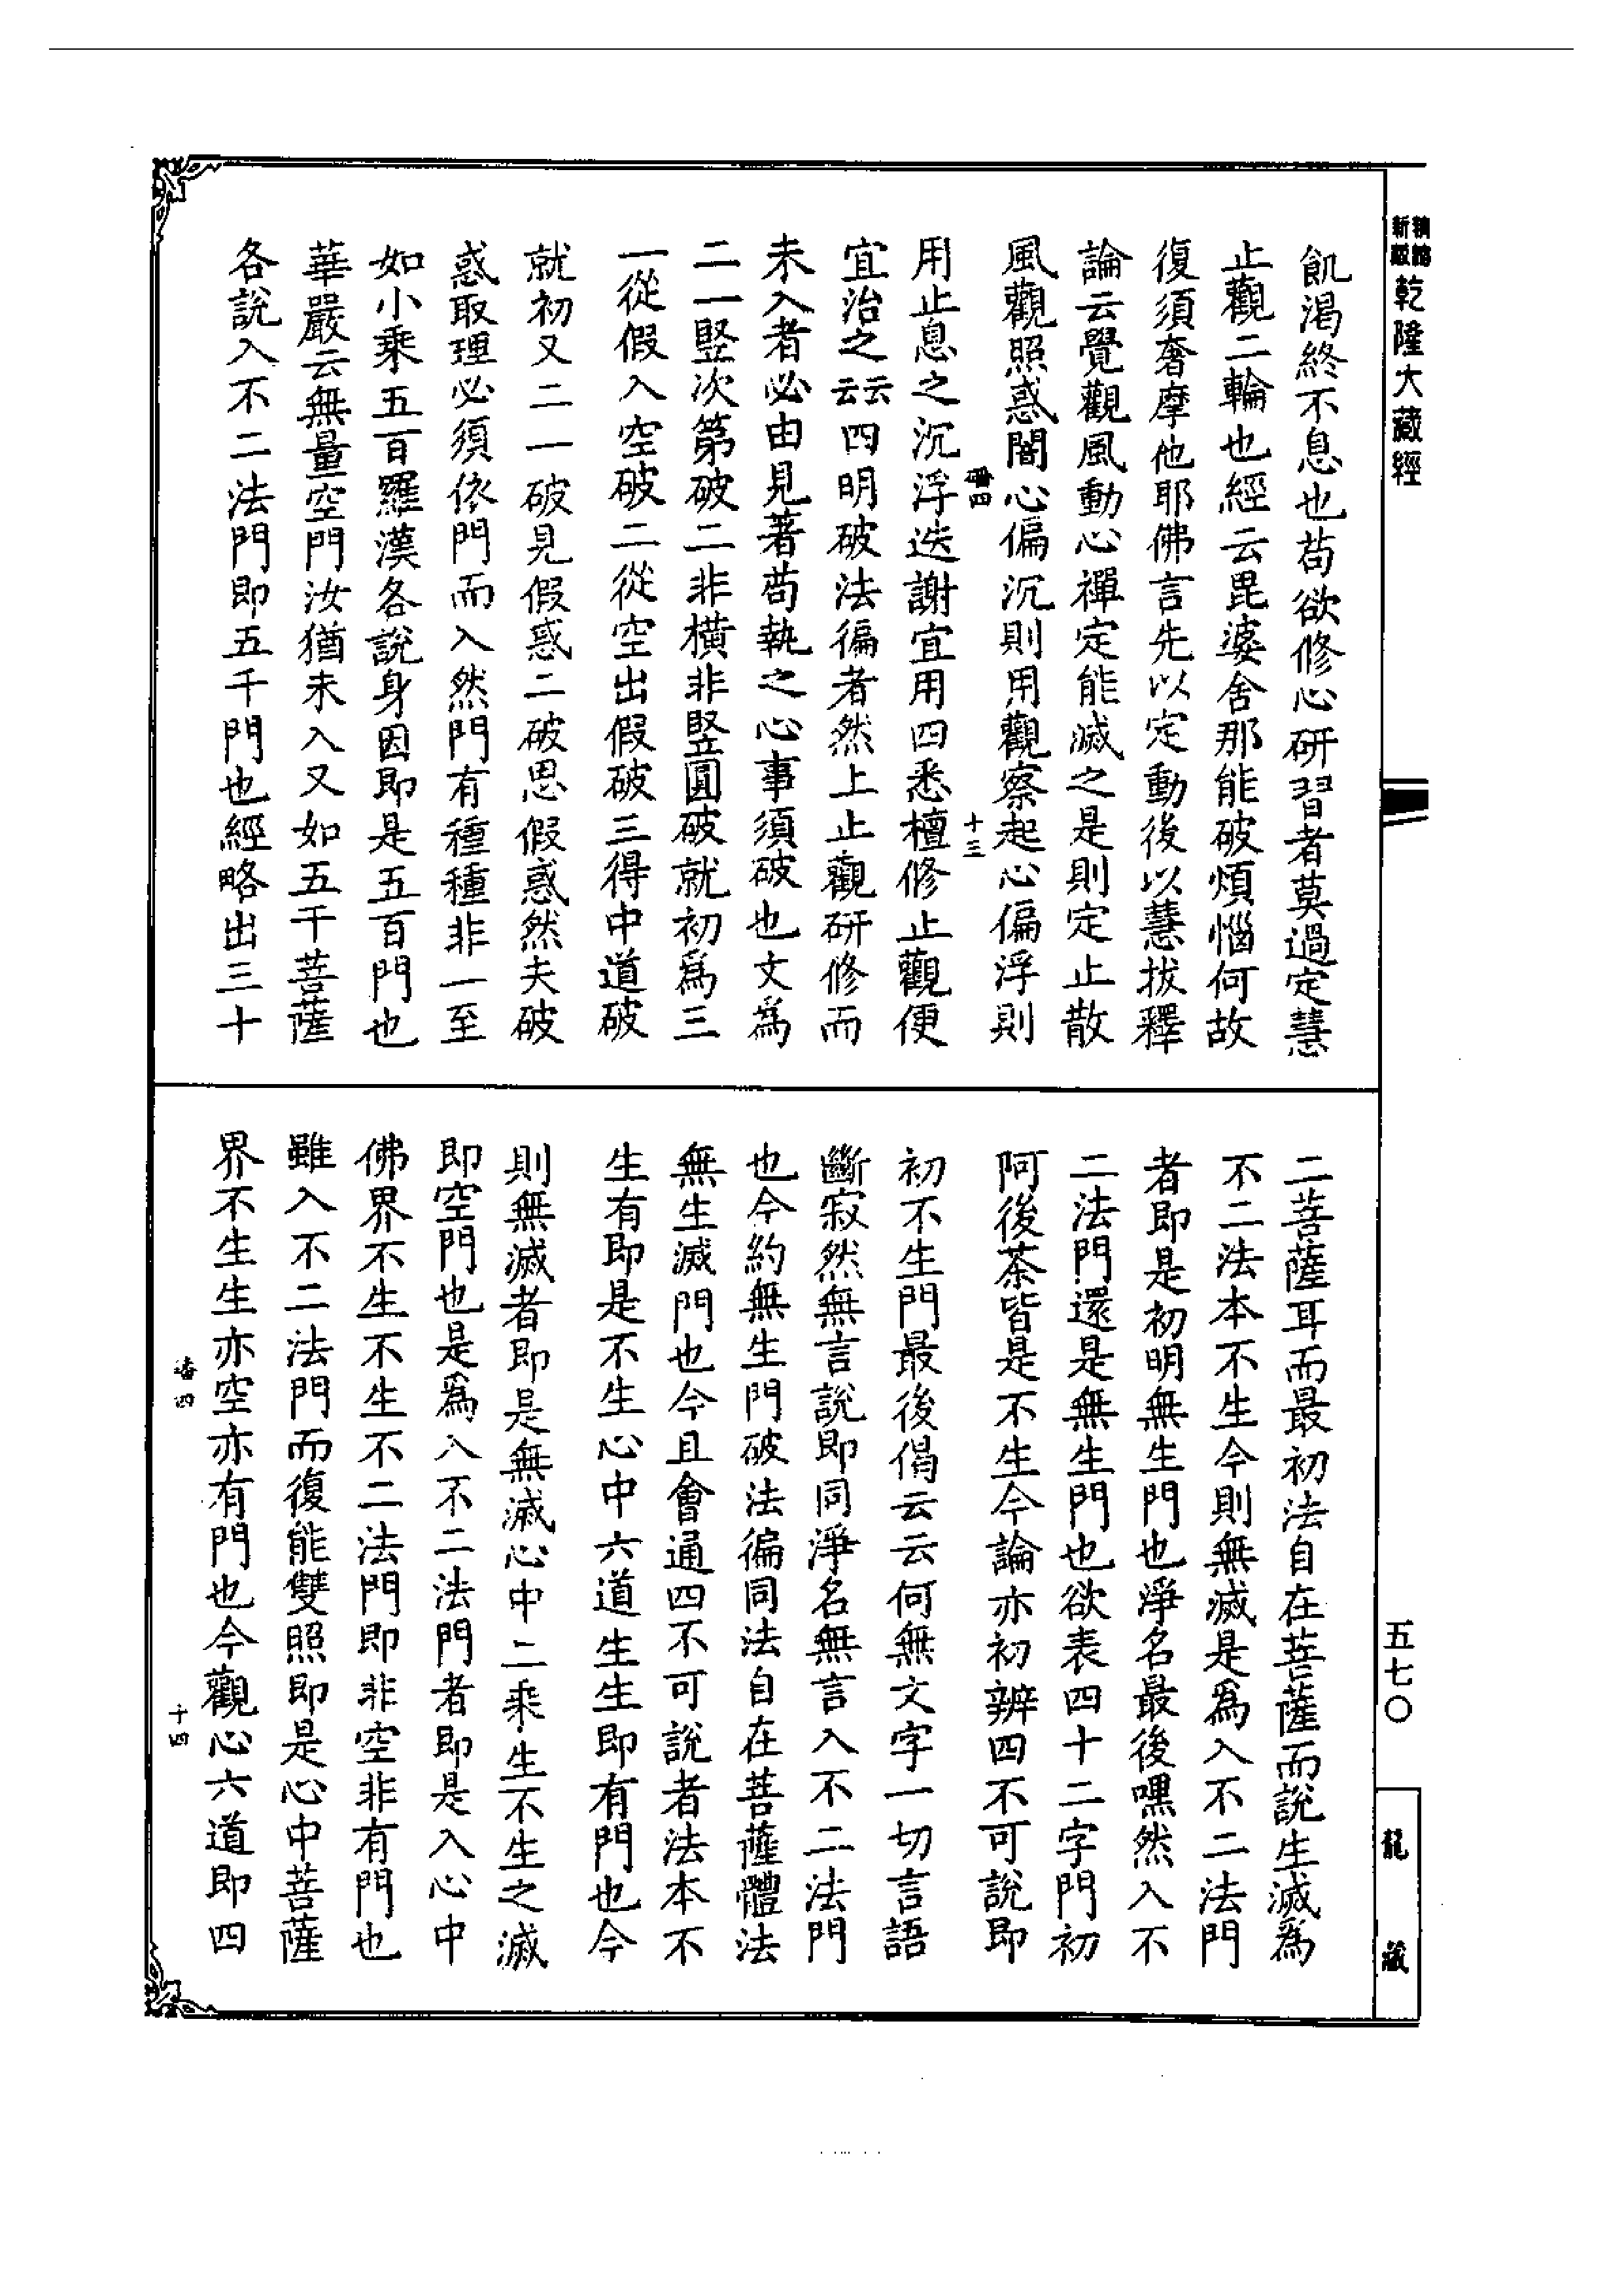 乾隆大藏經
飢渴終不息也苟欲修心研習者莫過定慧
止觀二輪也經云毘婆舍那能破煩惱何故
復須奢摩他耶佛言先以定動後以慧拔釋
論云覺觀風動心禪定能滅之是則定止散
風觀照惑闇心偏沉則用觀察起心偏浮則
十三
用止息之沉浮迭謝宜用四悉檀修止觀便
宜治之云云四明破法徧者然上止觀研修而
未入者必由見著苟執之心事須破也文為
二一豎次第破二非橫非豎圓破就初為三
一從假入空破二從空出假破三得中道破
就初又二一破見假惑二破思假惑然夫破
惑取理必須依門而入然門有種種非一至
如小乘五百羅漢各說身因即是五百門也
華嚴云無量空門汝猶未入又如五千菩薩
各說入不二法門即五千門也經略出三十
二菩薩耳而最初法自在菩薩而說生滅為
不二法本不生今則無滅是為入不二法門
者即是初明無生門也淨名最後嘿然入不
二法門還是無生門也欲表四十二字門初
阿後茶皆是不生今論亦初辨四不可說即
初不生門最後偈云云何無文字一切言語
斷寂然無言說即同淨名無言入不二法門
也今約無生門破法徧同法自在菩薩體法
無生滅門也今且會通四不可說者法本不
生有即是不生心中六道生生即有門也今
則無滅者即是無滅心中二乘生不生之滅
即空門也是為入不二法門者即是入心中
佛界不生不生不二法門即非空非有門也
雖入不二法門而復能雙照即是心中菩薩
界不生生亦空亦有門也今觀心六道即四
十四
五七〇
龍藏